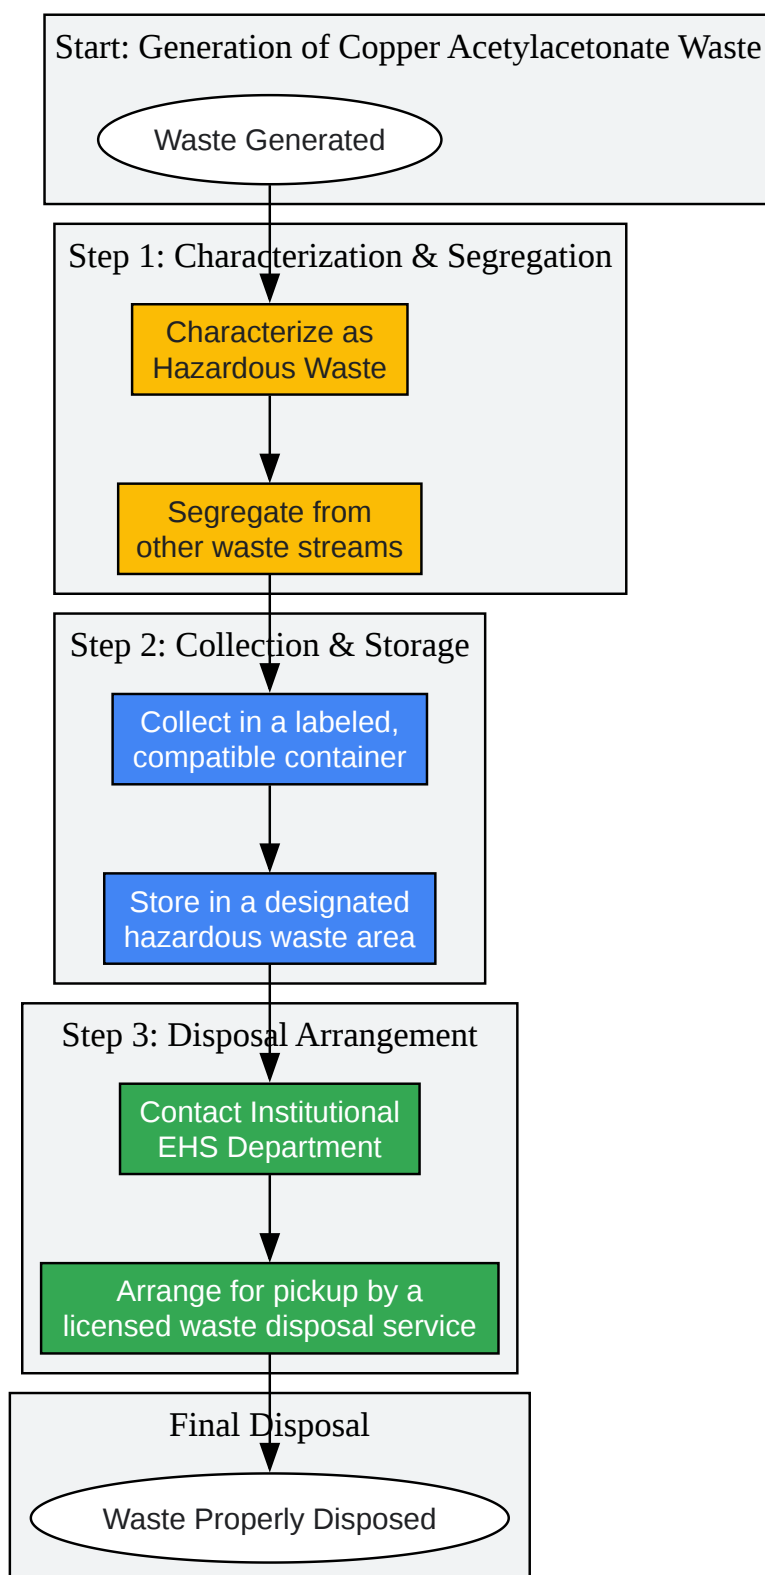 Start: Generation of Copper Acetylacetonate Waste
Waste Generated
Step 1: Characterization & Segregation
Characterize as
Hazardous Waste
Segregate from
other waste streams
Step 2: Collection & Storage
Collect in a labeled,
compatible container
Store in a designated
hazardous waste area
Step 3: Disposal Arrangement
Contact Institutional
EHS Department
Arrange for pickup by a
licensed waste disposal service
Final Disposal
Waste Properly Disposed